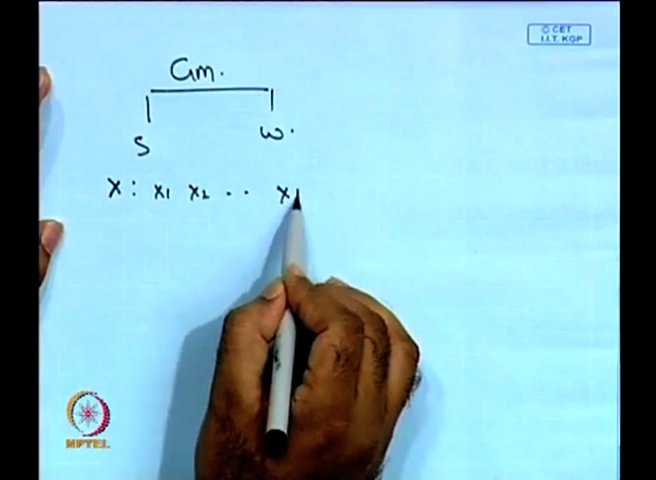 © CET
I.I.T. KGP
Gm.
S W.
X : x1 x2 . . x
NPTEL